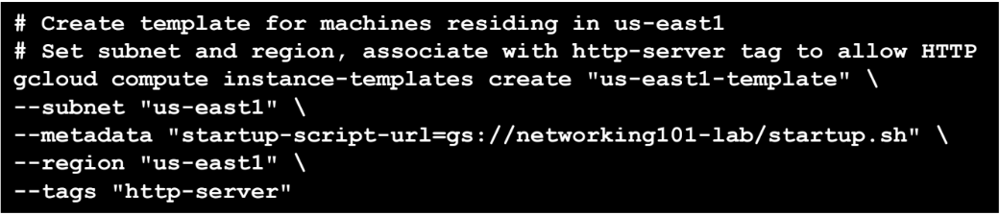 # Create template for machines residing in us-east1
# Set subnet and region, associate with http-server tag to allow HTTP
gcloud compute instance-templates create "us-east1-template" \
--subnet "us-east1" \
--metadata "startup-script-url=gs://networking101-lab/startup.sh" \
--region "us-east1" \
--tags "http-server"